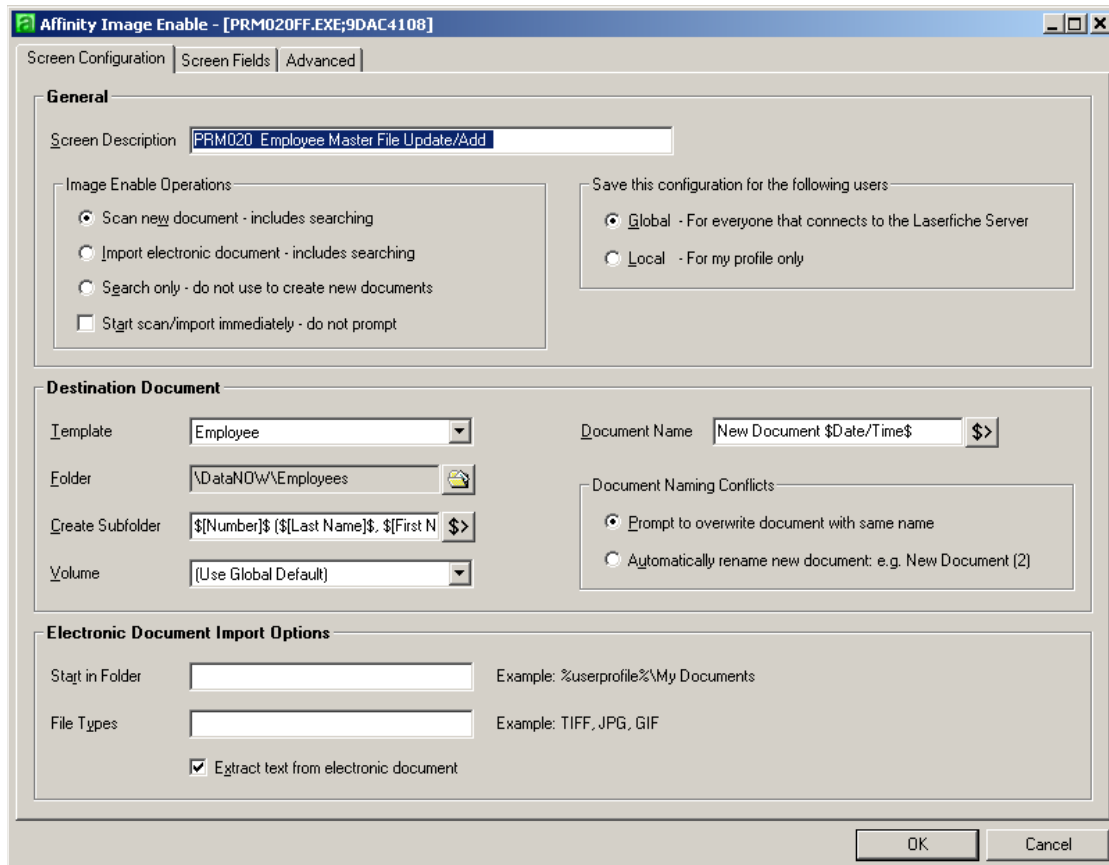 Affinity Image Enable - [PRM020FF.EXE;9DAC4108]
Screen Configuration Screen Fields Advanced
General
Screen Description PRM020 Employee Master File Update/Add
Image Enable Operations
Scan new document - includes searching
Import electronic document - includes searching
Search only - do not use to create new documents
Start scan/import immediately - do not prompt
Save this configuration for the following users
Global - For everyone that connects to the Laserfiche Server
Local - For my profile only
Destination Document
Template Employee
Folder \DataNOW\Employees
Create Subfolder $[Number]$ ($[Last Name]$, $[First N $>
Volume (Use Global Default)
Document Name New Document $Date/Time$ $>
Document Naming Conflicts
Prompt to overwrite document with same name
Automatically rename new document: e.g. New Document (2)
Electronic Document Import Options
Start in Folder Example: %userprofile%\My Documents
File Types Example: TIFF, JPG, GIF
Extract text from electronic document
OK Cancel